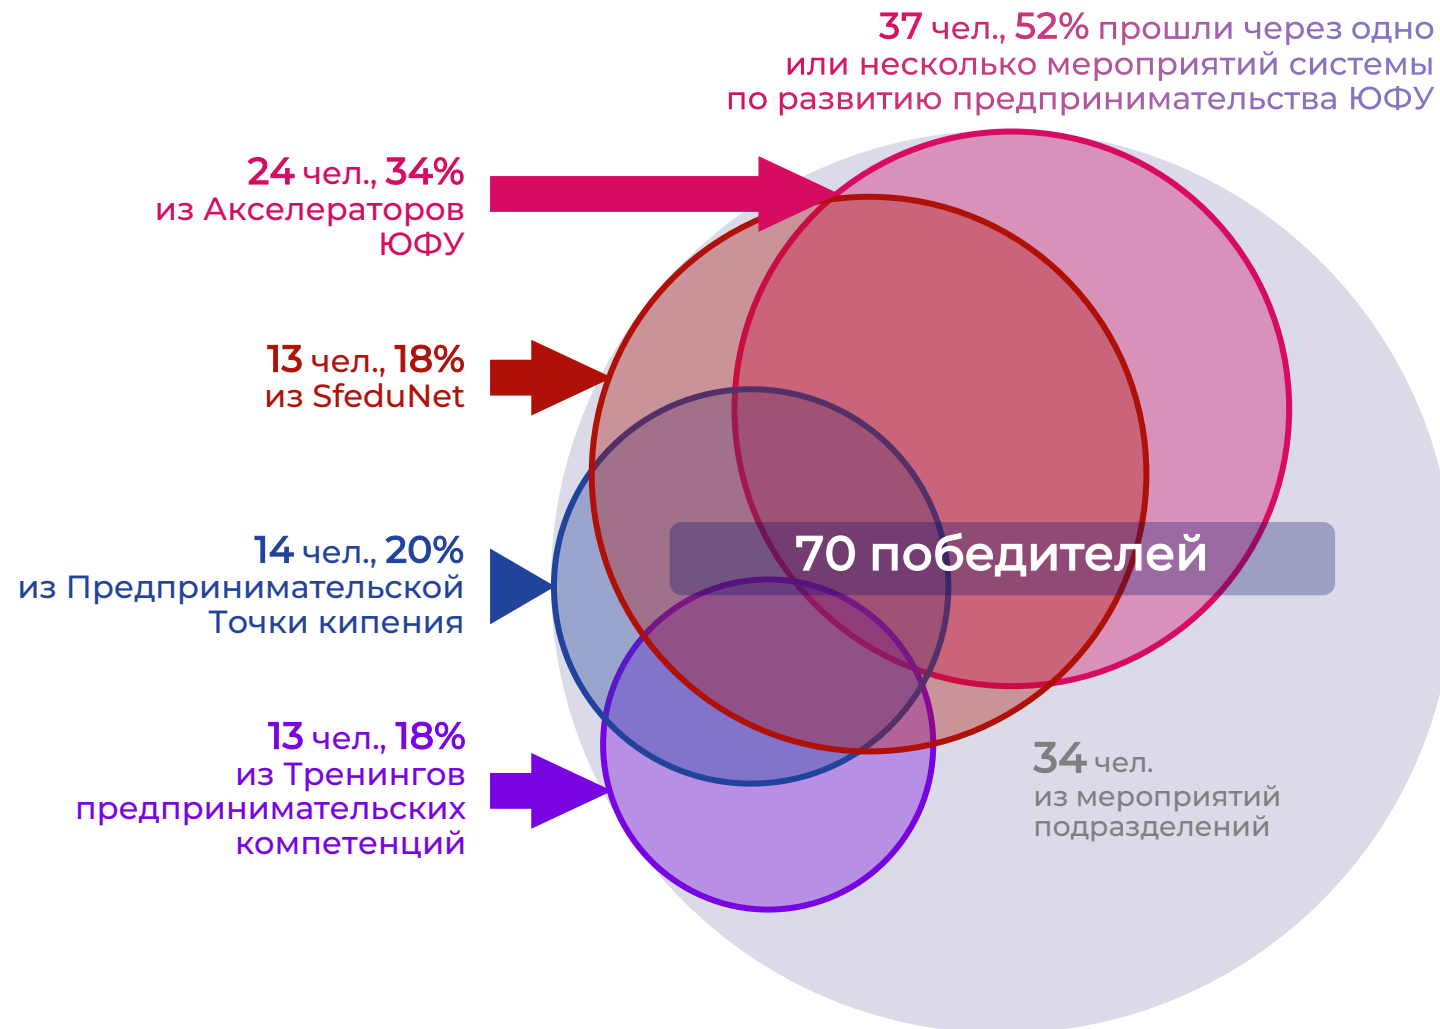 37 чел., 52% прошли через одно
или несколько мероприятий системы
по развитию предпринимательства ЮФУ
24 чел., 34%
из Акселераторов
ЮФУ
13 чел., 18%
из SfeduNet
14 чел., 20%
из Предпринимательской
Точки кипения
70 победителей
13 чел., 18%
из Тренингов
предпринимательских
компетенций
34 чел.
из мероприятий
подразделений